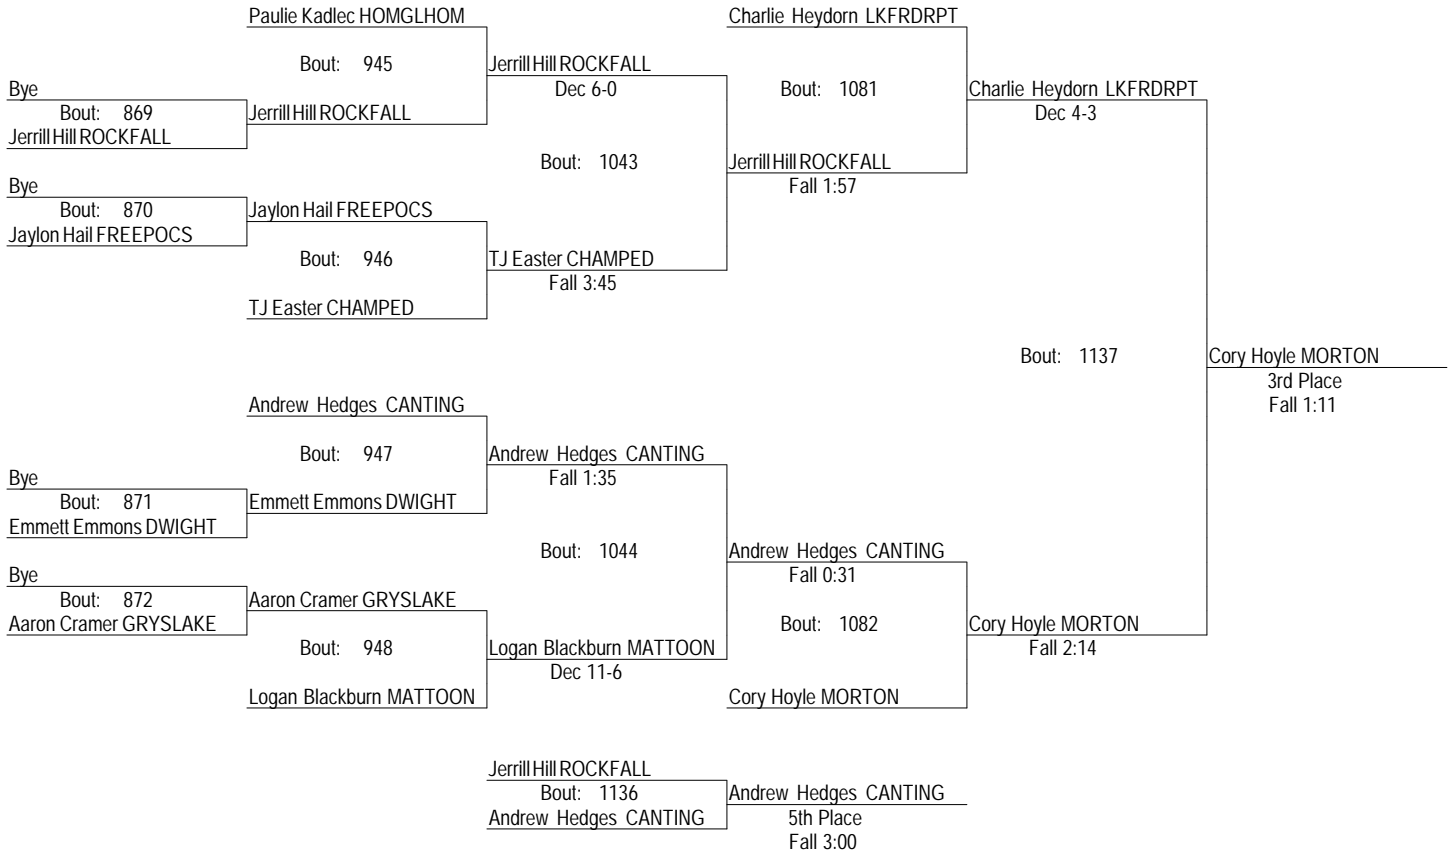 Paulie Kadlec HOMGLHOM
Charlie Heydorn LKFRDRPT
Bout: 945
Jerrill Hill ROCKFALL
Dec 6-0
Bye
Bout: 869
Jerrill Hill ROCKFALL
Jerrill Hill ROCKFALL
Bout: 1081
Charlie Heydorn LKFRDRPT
Dec 4-3
Bout: 1043
Jerrill Hill ROCKFALL
Fall 1:57
Bye
Bout: 870
Jaylon Hail FREEPOCS
Jaylon Hail FREEPOCS
Bout: 946
TJ Easter CHAMPED
Fall 3:45
TJ Easter CHAMPED
Bout: 1137
Cory Hoyle MORTON
3rd Place
Fall 1:11
Andrew Hedges CANTING
Bout: 947
Andrew Hedges CANTING
Fall 1:35
Bye
Bout: 871
Emmett Emmons DWIGHT
Emmett Emmons DWIGHT
Bout: 1044
Andrew Hedges CANTING
Fall 0:31
Bye
Bout: 872
Aaron Cramer GRYSLAKE
Aaron Cramer GRYSLAKE
Bout: 1082
Cory Hoyle MORTON
Fall 2:14
Bout: 948
Logan Blackburn MATTOON
Dec 11-6
Logan Blackburn MATTOON
Cory Hoyle MORTON
Jerrill Hill ROCKFALL
Bout: 1136
Andrew Hedges CANTING
Andrew Hedges CANTING
5th Place
Fall 3:00